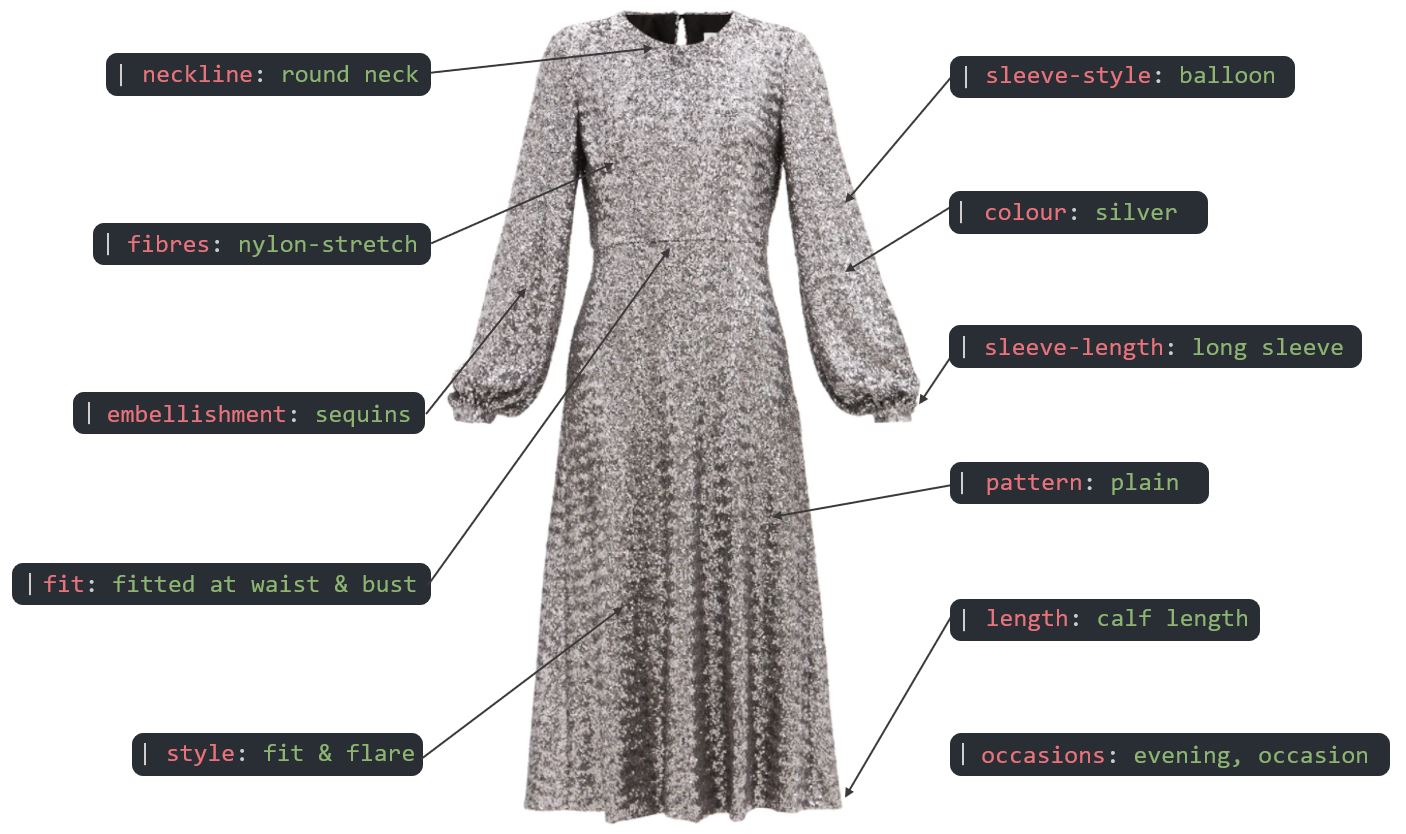 | neckline: round neck
| fibres: nylon-stretch
| embellishment: sequins
| fit: fitted at waist & bust
| style: fit & flare
| sleeve-style: balloon
| colour: silver
| sleeve-length: long sleeve
| pattern: plain
| length: calf length
| occasions: evening, occasion